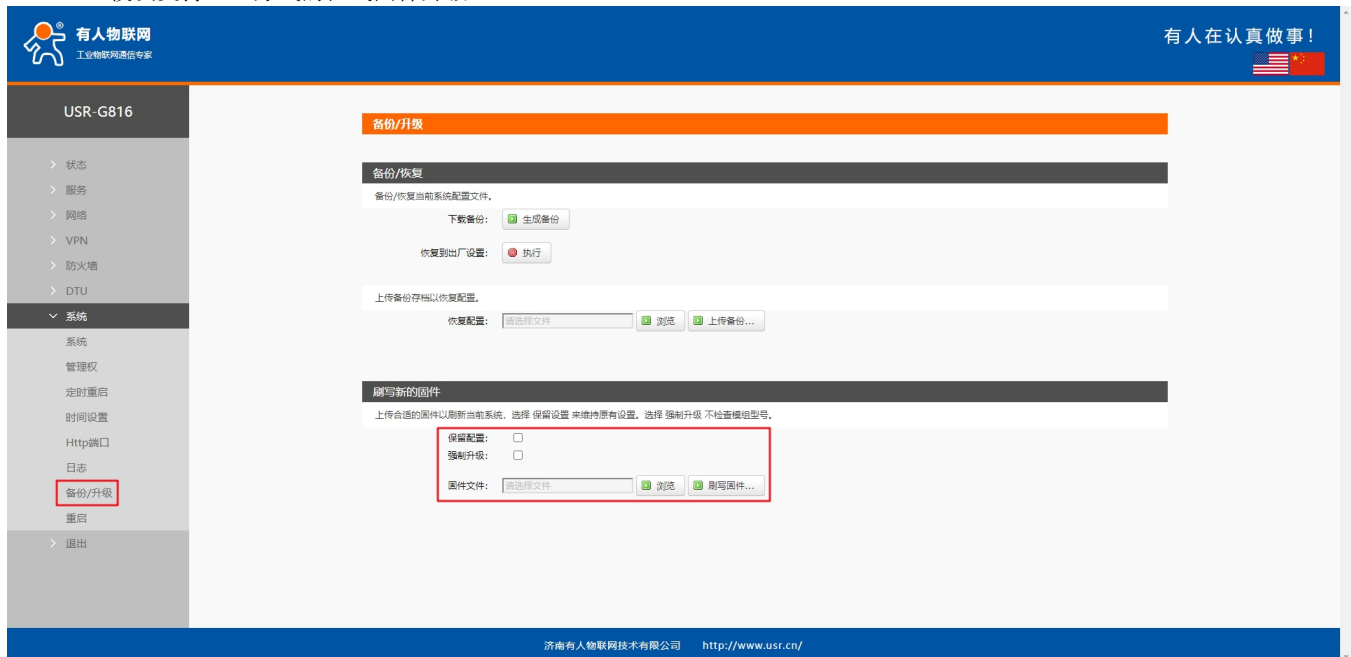 有人物联网
®
工业物联网通信专家
有人在认真做事!
USR-G816
状态
服务
网络
VPN
防火墙
DTU
系统
系统
管理权
定时重启
时间设置
Http端口
日志
备份/升级
重启
退出
备份/升级
备份/恢复
备份/恢复当前系统配置文件。
下载备份: 生成备份
恢复到出厂设置: 执行
上传备份存档以恢复配置。
恢复配置: 请选择文件 浏览 上传备份...
刷写新的固件
上传合适的固件以刷新当前系统. 选择 保留设置 来维持原有设置。选择 强制升级 不检查模组型号。
保留配置:
强制升级:
固件文件: 请选择文件 浏览 刷写固件...
济南有人物联网技术有限公司 http://www.usr.cn/